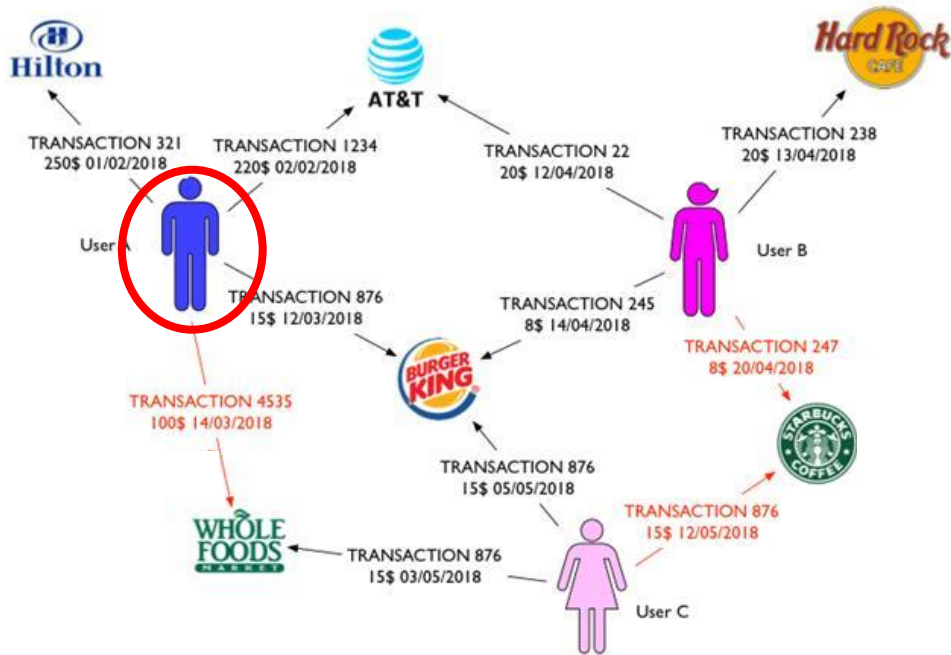 Hilton
AT&T
Hard Rock
CAFE
TRANSACTION 321
250$ 01/02/2018
TRANSACTION 1234
220$ 02/02/2018
TRANSACTION 22
20$ 12/04/2018
TRANSACTION 238
20$ 13/04/2018
User A
User B
TRANSACTION 876
15$ 12/03/2018
TRANSACTION 245
8$ 14/04/2018
BURGER
KING
TRANSACTION 247
8$ 20/04/2018
TRANSACTION 4535
100$ 14/03/2018
STARBUCKS
COFFEE
TRANSACTION 876
15$ 05/05/2018
TRANSACTION 876
15$ 12/05/2018
WHOLE
FOODS
MARKET
TRANSACTION 876
15$ 03/05/2018
User C